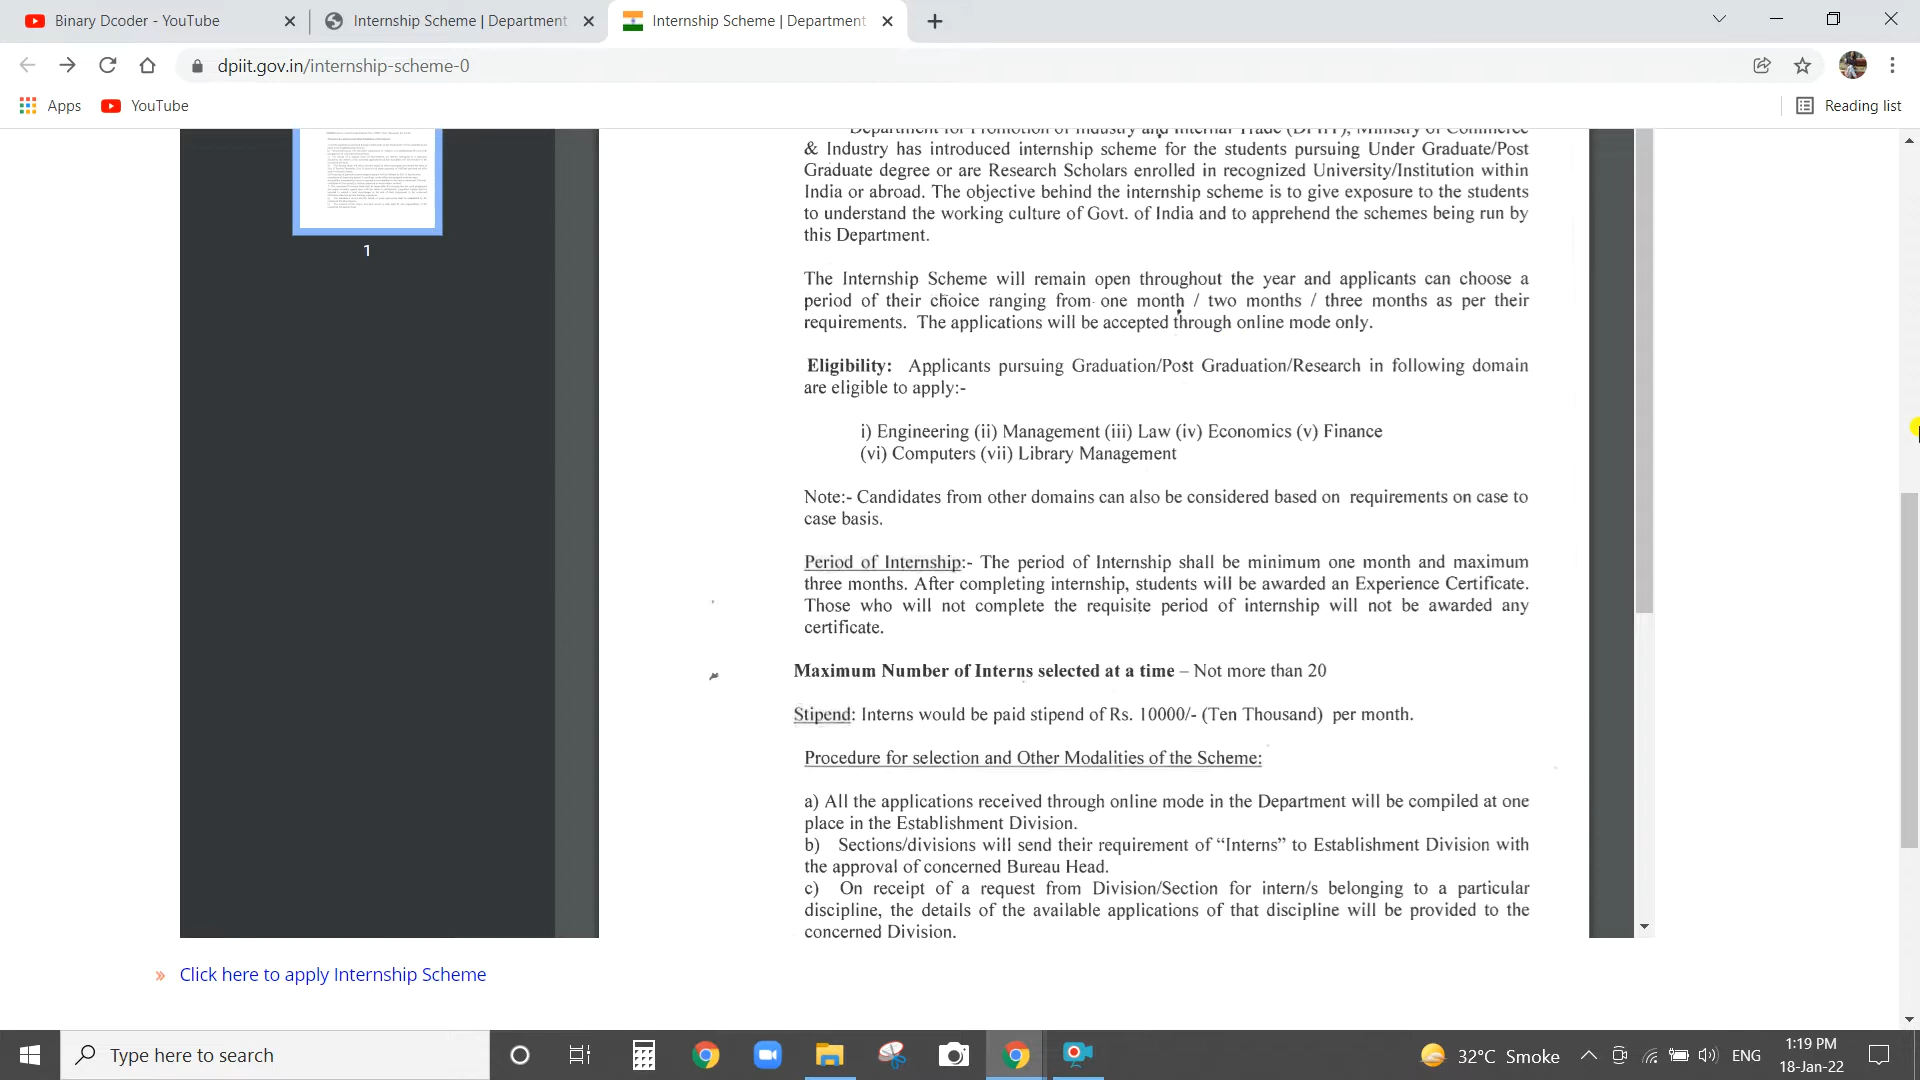 Binary Dcoder - YouTube
Internship Scheme | Department
Internship Scheme | Department
dpiit.gov.in/internship-scheme-0
Apps
YouTube
Reading list
Department for Promotion of Industry and Internal Trade (DPIIT), Ministry of Commerce
& Industry has introduced internship scheme for the students pursuing Under Graduate/Post
Graduate degree or are Research Scholars enrolled in recognized University/Institution within
India or abroad. The objective behind the internship scheme is to give exposure to the students
to understand the working culture of Govt. of India and to apprehend the schemes being run by
this Department.
The Internship Scheme will remain open throughout the year and applicants can choose a
period of their choice ranging from one month / two months / three months as per their
requirements. The applications will be accepted through online mode only.
Eligibility: Applicants pursuing Graduation/Post Graduation/Research in following domain
are eligible to apply:-
i) Engineering (ii) Management (iii) Law (iv) Economics (v) Finance
(vi) Computers (vii) Library Management
Note:- Candidates from other domains can also be considered based on requirements on case to
case basis.
Period of Internship:- The period of Internship shall be minimum one month and maximum
three months. After completing internship, students will be awarded an Experience Certificate.
Those who will not complete the requisite period of internship will not be awarded any
certificate.
Maximum Number of Interns selected at a time – Not more than 20
Stipend: Interns would be paid stipend of Rs. 10000/- (Ten Thousand) per month.
Procedure for selection and Other Modalities of the Scheme:
a) All the applications received through online mode in the Department will be compiled at one
place in the Establishment Division.
b) Sections/divisions will send their requirement of “Interns” to Establishment Division with
the approval of concerned Bureau Head.
c) On receipt of a request from Division/Section for intern/s belonging to a particular
discipline, the details of the available applications of that discipline will be provided to the
concerned Division.
1
» Click here to apply Internship Scheme
Type here to search
32°C Smoke
ENG
1:19 PM
18-Jan-22